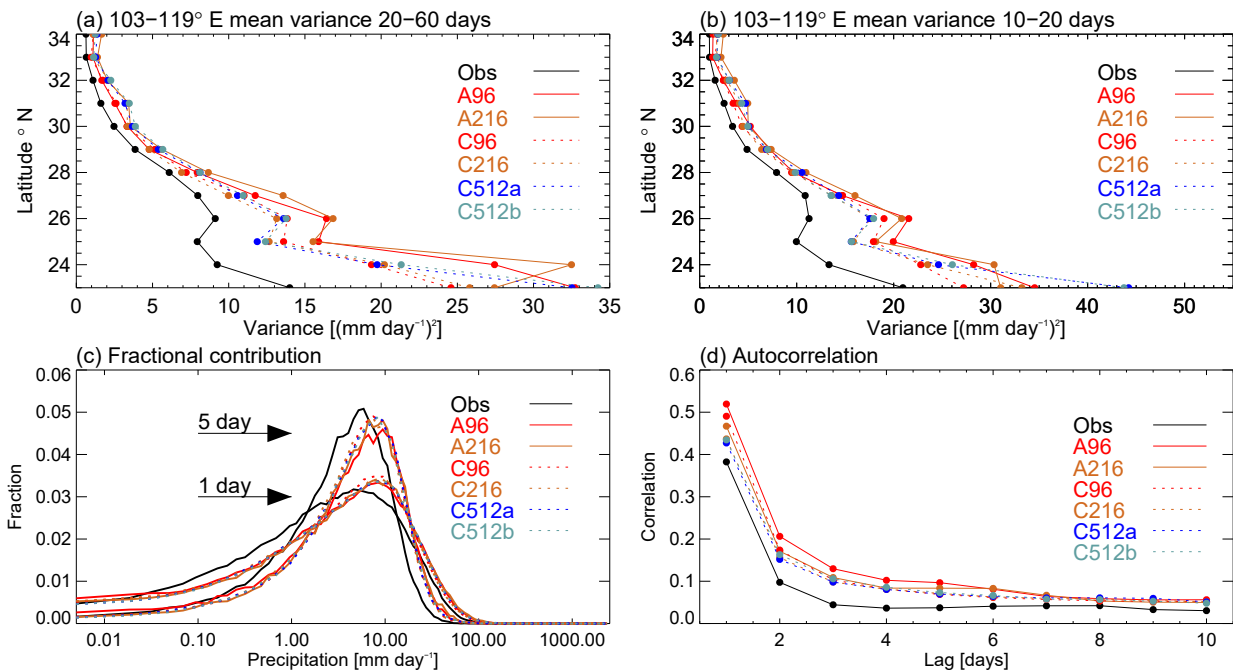 (a) 103−119° E mean variance 20−60 days
34
32
30
28
26
24
Latitude ° N
0 5 10 15 20 25 30 35
Variance [(mm day⁻¹)²]
Obs
A96
A216
C96
C216
C512a
C512b
(b) 103−119° E mean variance 10−20 days
34
32
30
28
26
24
Latitude ° N
0 10 20 30 40 50
Variance [(mm day⁻¹)²]
Obs
A96
A216
C96
C216
C512a
C512b
(c) Fractional contribution
0.06
0.05
0.04
0.03
0.02
0.01
0.00
Fraction
5 day
1 day
0.01 0.10 1.00 10.00 100.00 1000.00
Precipitation [mm day⁻¹]
Obs
A96
A216
C96
C216
C512a
C512b
(d) Autocorrelation
0.6
0.5
0.4
0.3
0.2
0.1
0.0
Correlation
2 4 6 8 10
Lag [days]
Obs
A96
A216
C96
C216
C512a
C512b